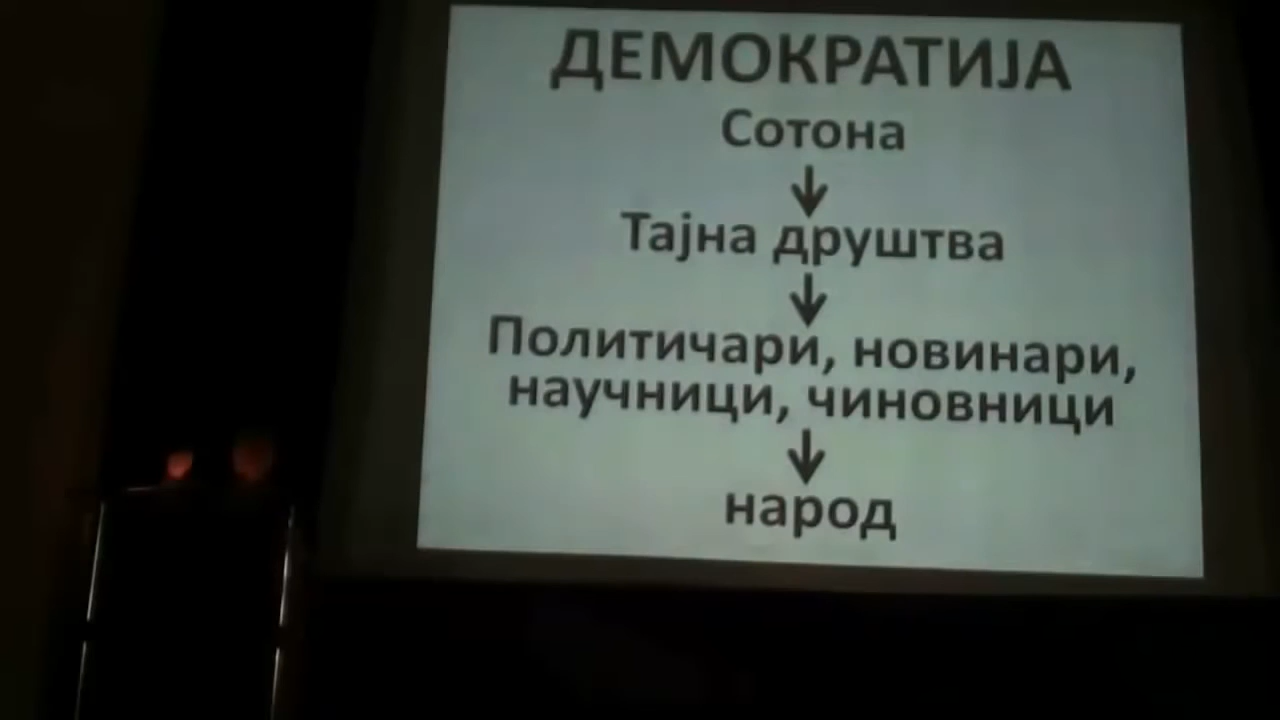 ДЕМОКРАТИЈА
Сотона
↓
Тајна друштва
↓
Политичари, новинари,
научници, чиновници
↓
народ